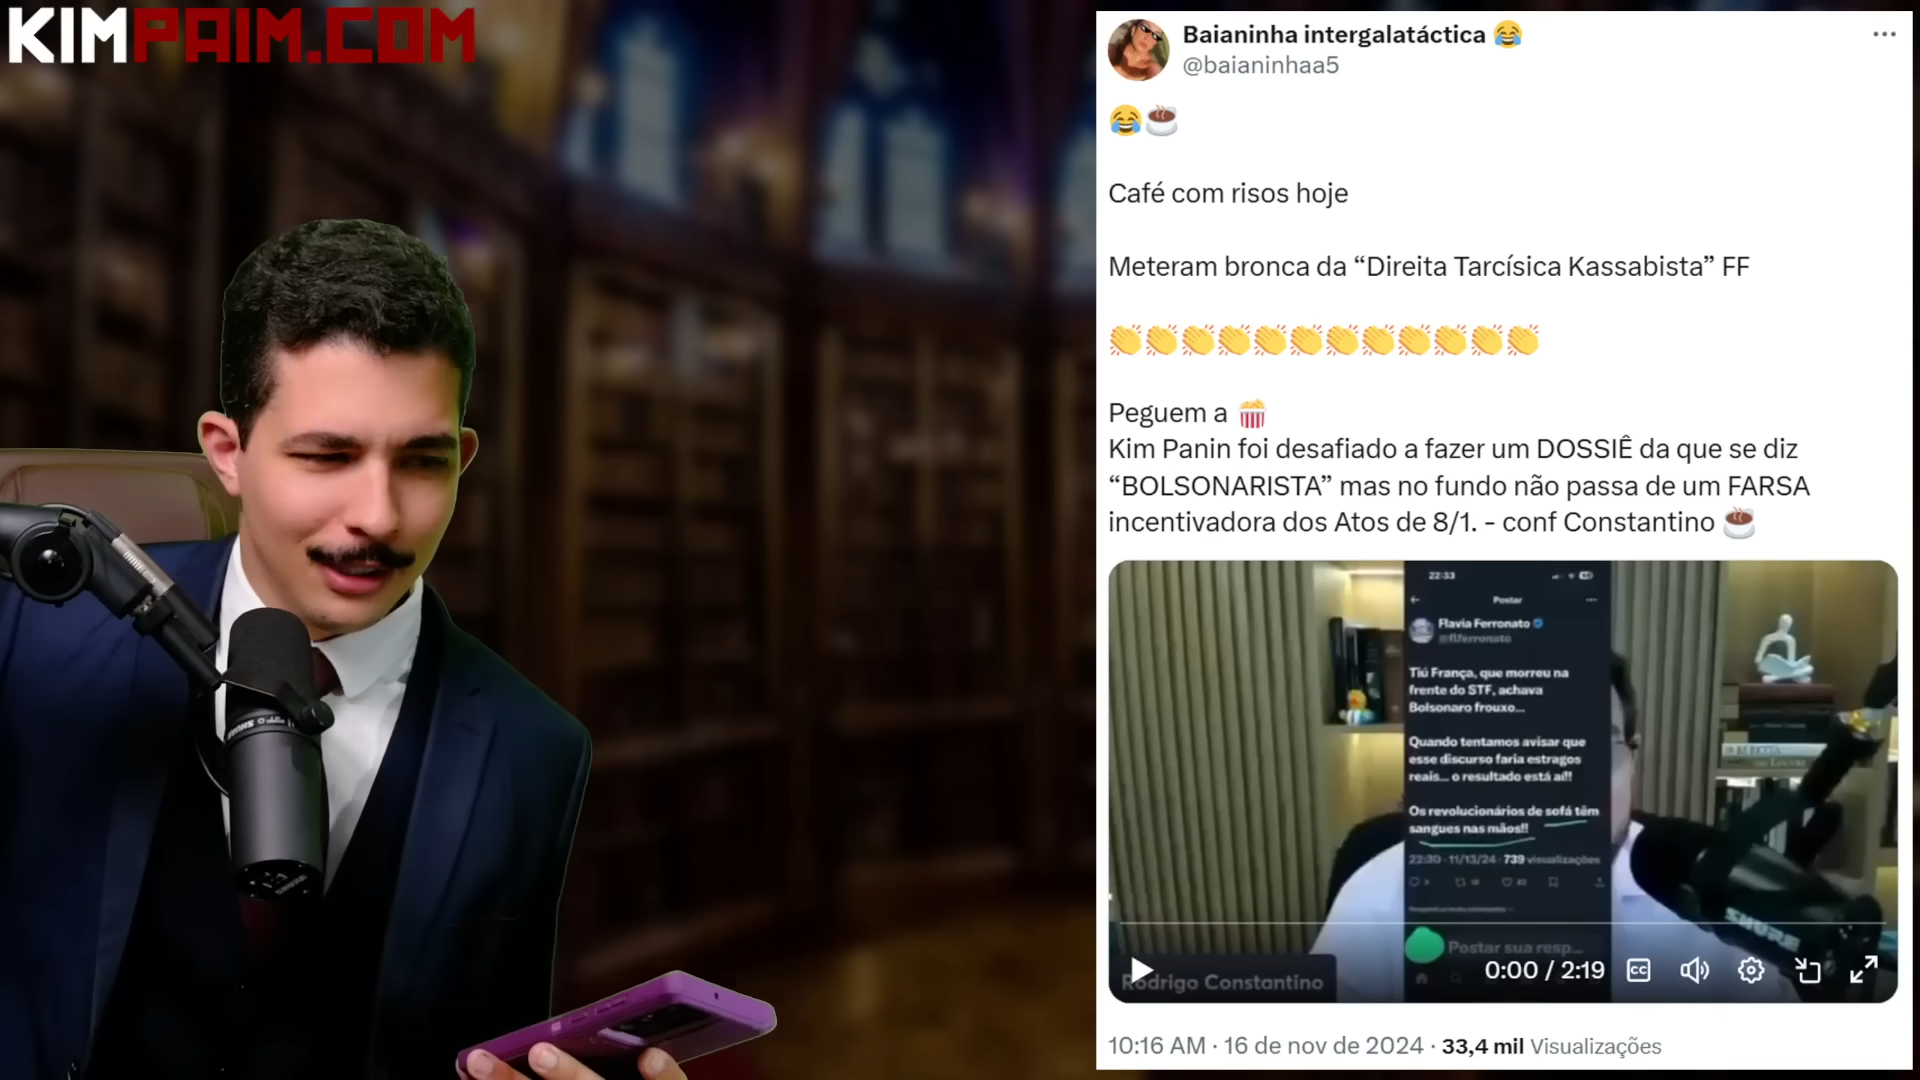 KIMPAIM.COM
Baianinha intergalatáctica 😂
@baianinhaa5
😂☕
Café com risos hoje
Meteram bronca da “Direita Tarcísica Kassabista” FF
👏👏👏👏👏👏👏👏👏👏👏👏
Peguem a 🍿
Kim Panin foi desafiado a fazer um DOSSIÊ da que se diz
“BOLSONARISTA” mas no fundo não passa de um FARSA
incentivadora dos Atos de 8/1. - conf Constantino ☕
22:33
Postar
Flavia Ferronato
@flferronato
Tiú França, que morreu na
frente do STF, achava
Bolsonaro frouxo...
Quando tentamos avisar que
esse discurso faria estragos
reais... o resultado está aí!!
Os revolucionários de sofá têm
sangues nas mãos!!
22:30 · 11/13/24 · 739 visualizações
Postar sua resp...
Rodrigo Constantino
0:00 / 2:19
CC
SHURE
10:16 AM · 16 de nov de 2024 · 33,4 mil Visualizações